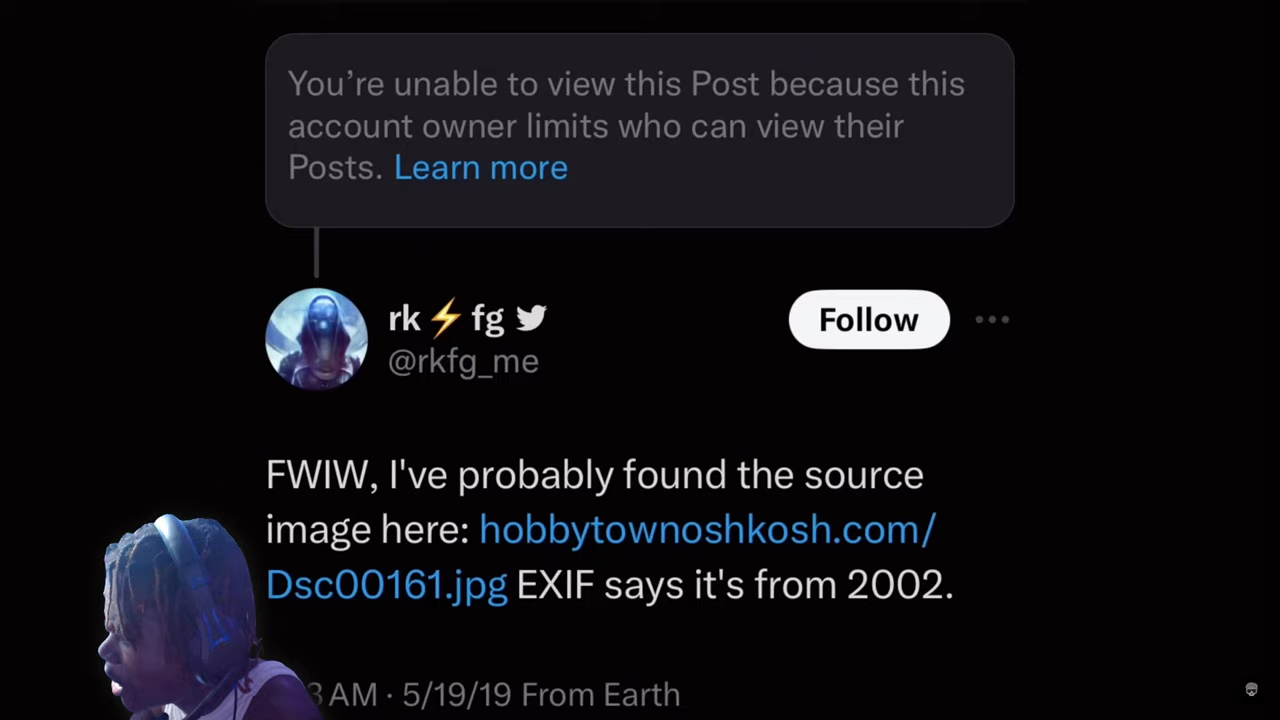 You’re unable to view this Post because this
account owner limits who can view their
Posts. Learn more
rk⚡fg
Follow
@rkfg_me
FWIW, I've probably found the source
image here: hobbytownoshkosh.com/
Dsc00161.jpg EXIF says it's from 2002.
3 AM · 5/19/19 From Earth